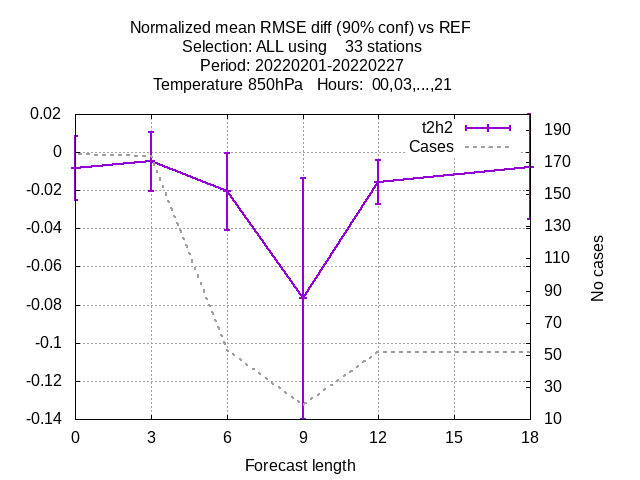 Normalized mean RMSE diff (90% conf) vs REF
Selection: ALL using 33 stations
Period: 20220201-20220227
Temperature 850hPa Hours: 00,03,...,21
t2h2
Cases
0.02
0
-0.02
-0.04
-0.06
-0.08
-0.1
-0.12
-0.14
190
170
150
130
110
90
70
50
30
10
No cases
0 3 6 9 12 15 18
Forecast length